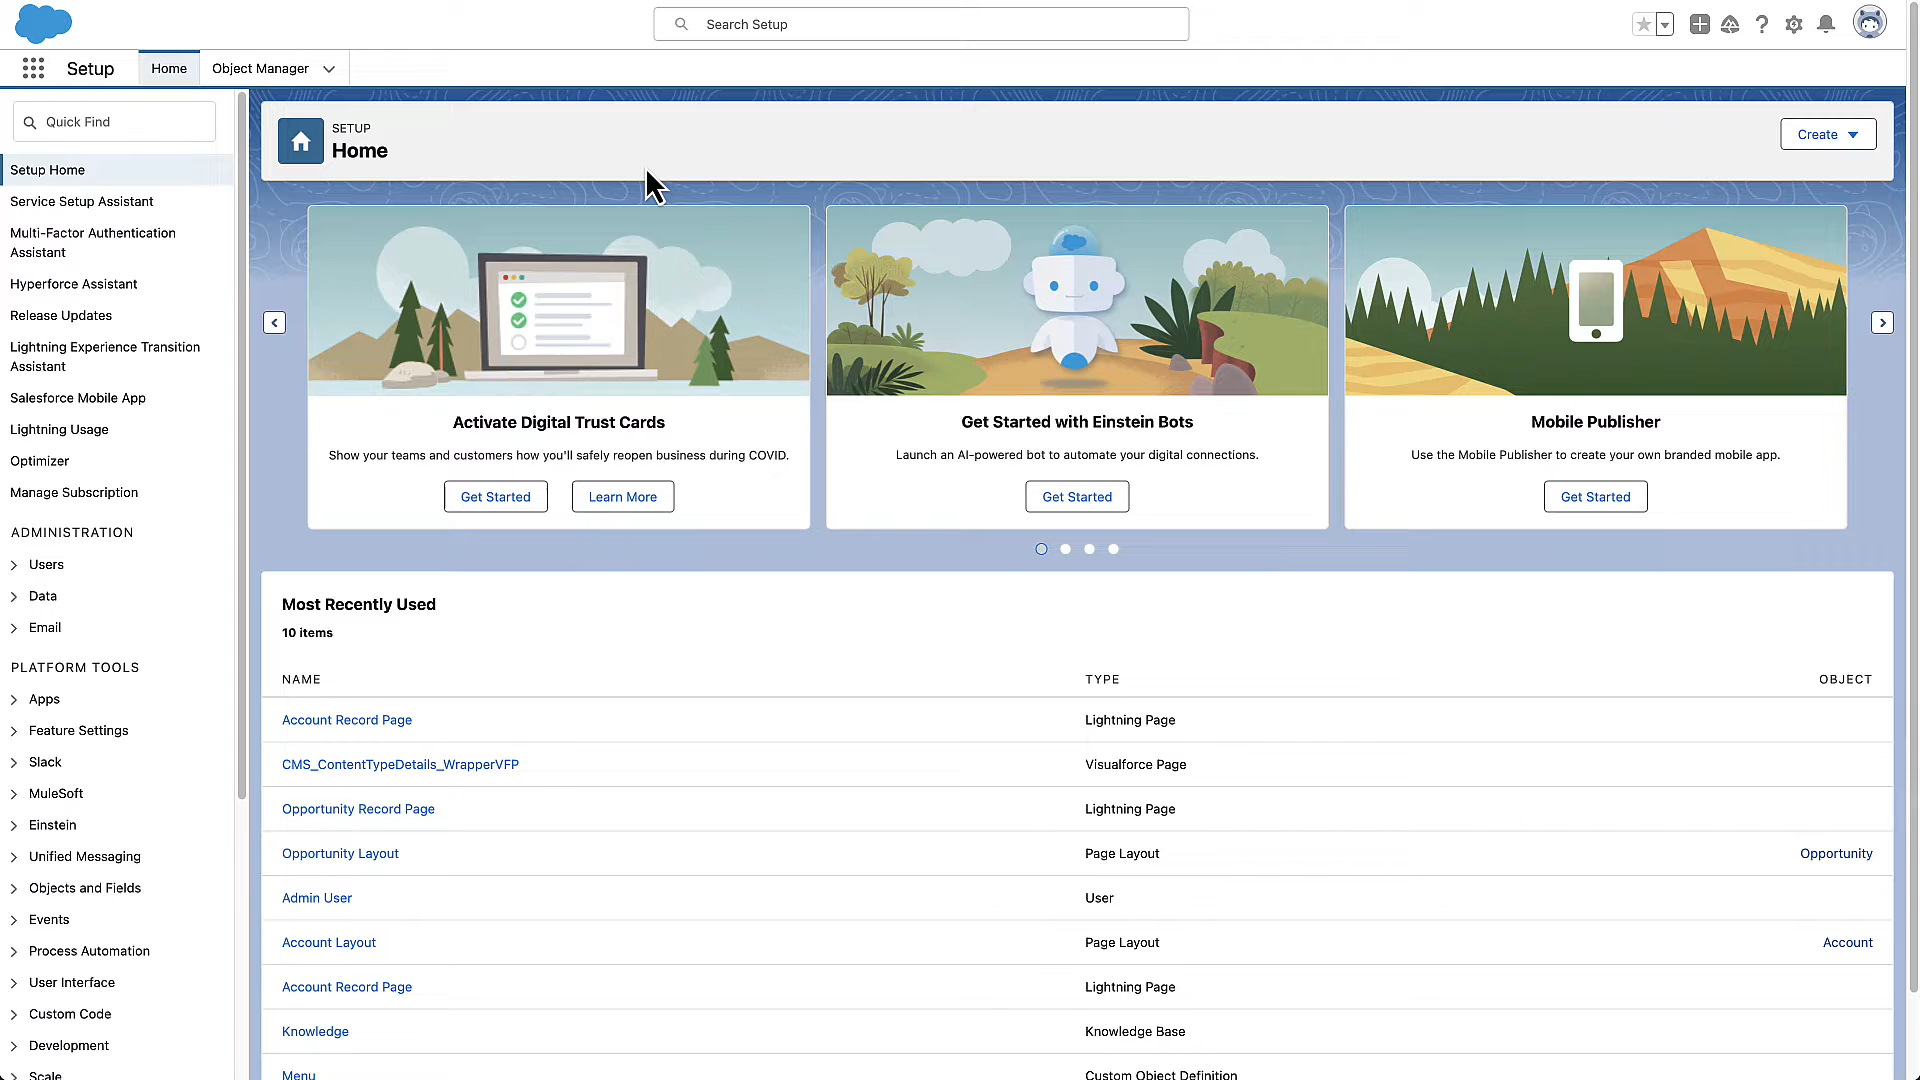 Search Setup
Setup
Home
Object Manager
Quick Find
Setup Home
Service Setup Assistant
Multi-Factor Authentication
Assistant
Hyperforce Assistant
Release Updates
Lightning Experience Transition
Assistant
Salesforce Mobile App
Lightning Usage
Optimizer
Manage Subscription
ADMINISTRATION
Users
Data
Email
PLATFORM TOOLS
Apps
Feature Settings
Slack
MuleSoft
Einstein
Unified Messaging
Objects and Fields
Events
Process Automation
User Interface
Custom Code
Development
Scale
SETUP
Home
Create
Activate Digital Trust Cards
Show your teams and customers how you'll safely reopen business during COVID.
Get Started
Learn More
Get Started with Einstein Bots
Launch an AI-powered bot to automate your digital connections.
Get Started
Mobile Publisher
Use the Mobile Publisher to create your own branded mobile app.
Get Started
Most Recently Used
10 items
NAME TYPE OBJECT
Account Record Page Lightning Page
CMS_ContentTypeDetails_WrapperVFP Visualforce Page
Opportunity Record Page Lightning Page
Opportunity Layout Page Layout Opportunity
Admin User User
Account Layout Page Layout Account
Account Record Page Lightning Page
Knowledge Knowledge Base
Menu Custom Object Definition